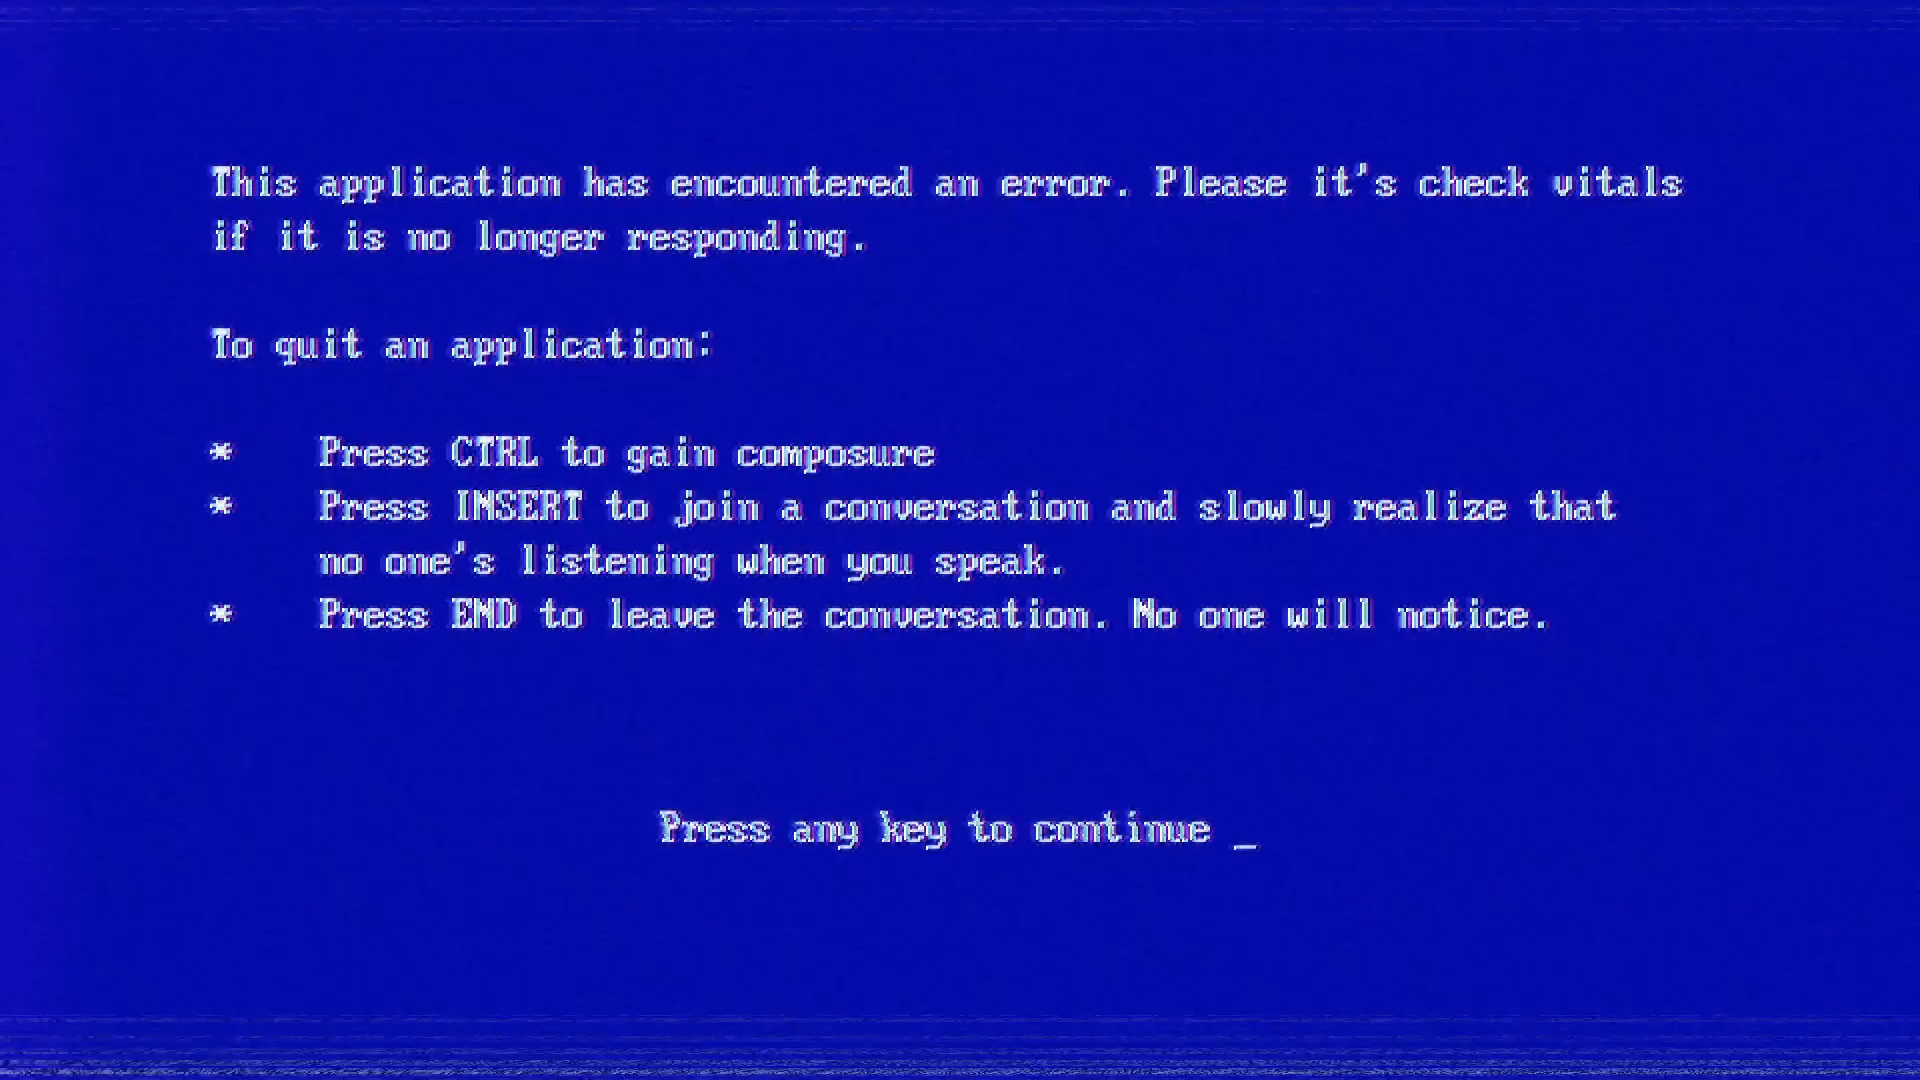 This application has encountered an error. Please it's check vitals
if it is no longer responding.
To quit an application:
* Press CTRL to gain composure
* Press INSERT to join a conversation and slowly realize that
no one's listening when you speak.
* Press END to leave the conversation. No one will notice.
Press any key to continue _